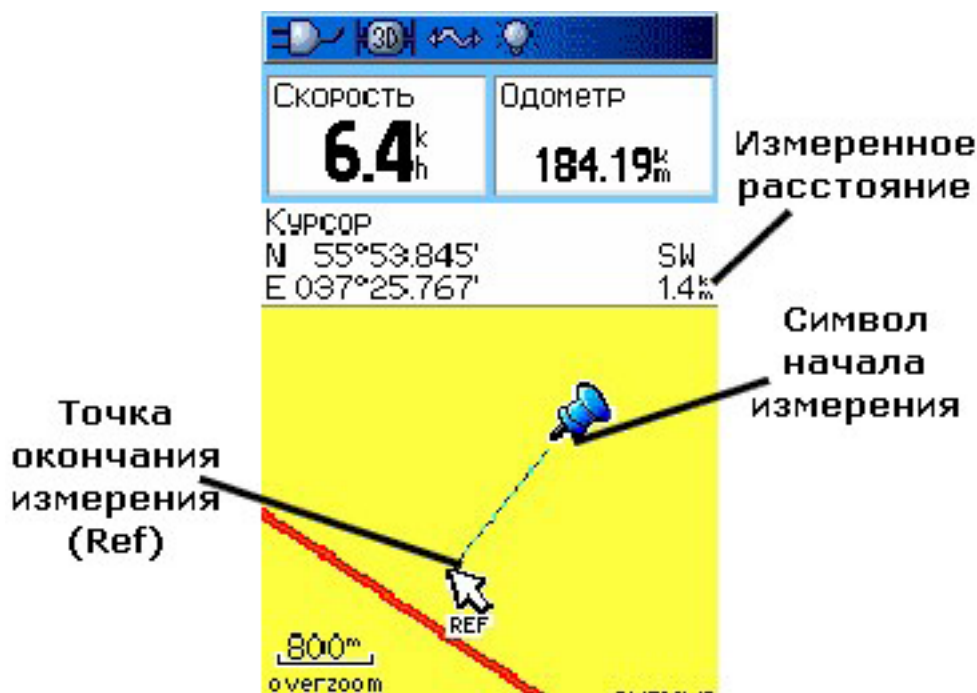 3D
Скорость
6.4 k h
Одометр
184.19 k m
Измеренное
расстояние
Курсор
N 55°53.845'
SW
E 037°25.767'
1.4 k m
Символ
начала
измерения
Точка
окончания
измерения
(Ref)
REF
800m
overzoom